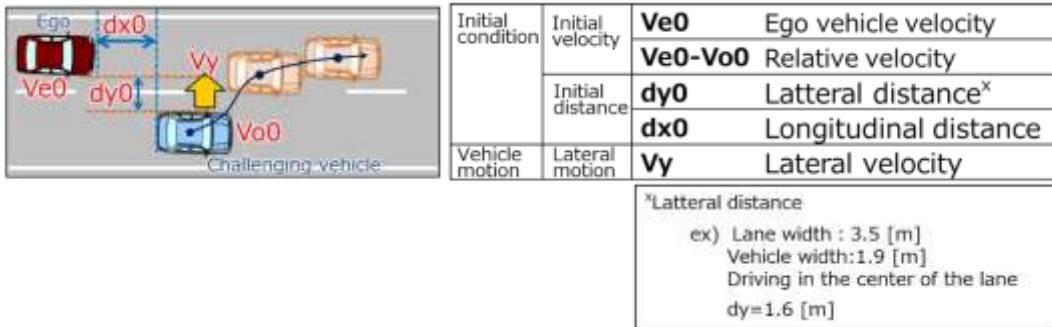 Ego
dx0
Vy
Ve0
dy0
Vo0
Challenging vehicle
Initial condition
Initial velocity
Ve0 Ego vehicle velocity
Ve0-Vo0 Relative velocity
Initial distance
dy0 Latteral distance^x
dx0 Longitudinal distance
Vehicle motion
Lateral motion
Vy Lateral velocity
^xLatteral distance
ex) Lane width : 3.5 [m]
Vehicle width:1.9 [m]
Driving in the center of the lane
dy=1.6 [m]